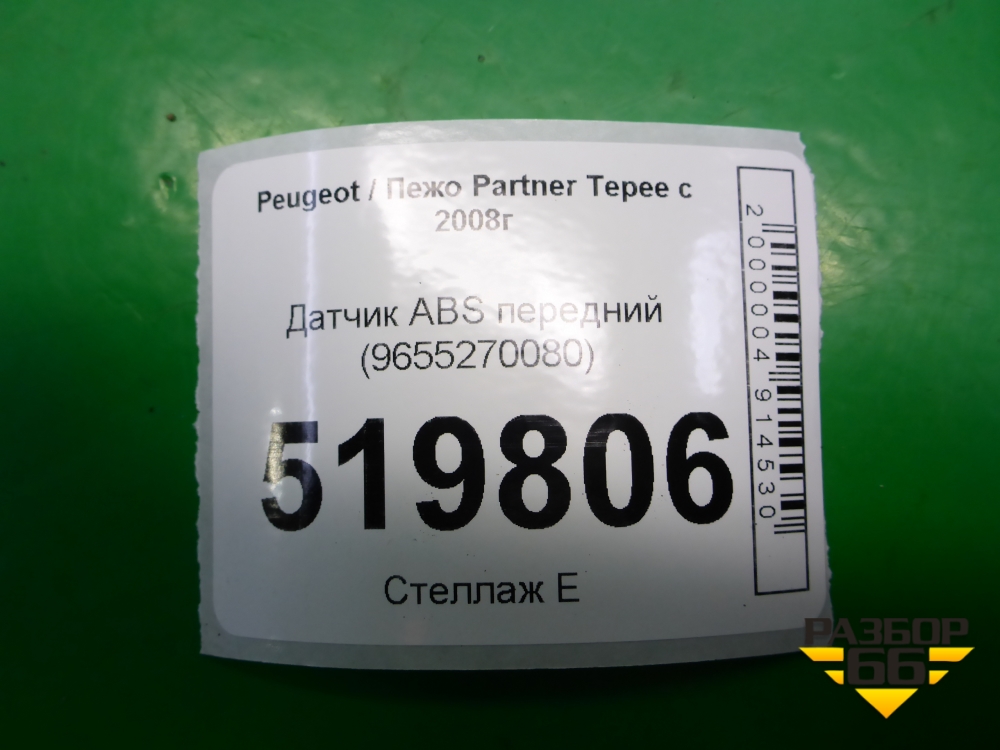 Peugeot / Пежо Partner Tepee с
2008г
Датчик ABS передний
(9655270080)
519806
Стеллаж Е
2000004914530
РАЗБОР
66